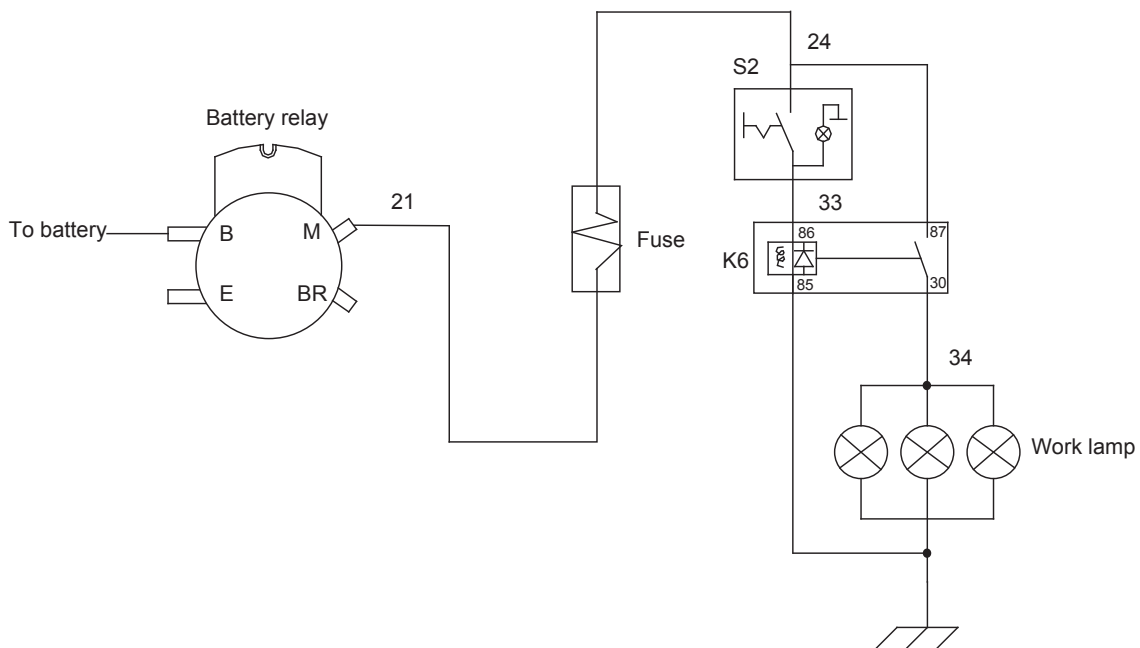 24
S2
Battery relay
21
33
To battery
B
M
Fuse
86
87
K6
E
BR
85
30
34
Work lamp